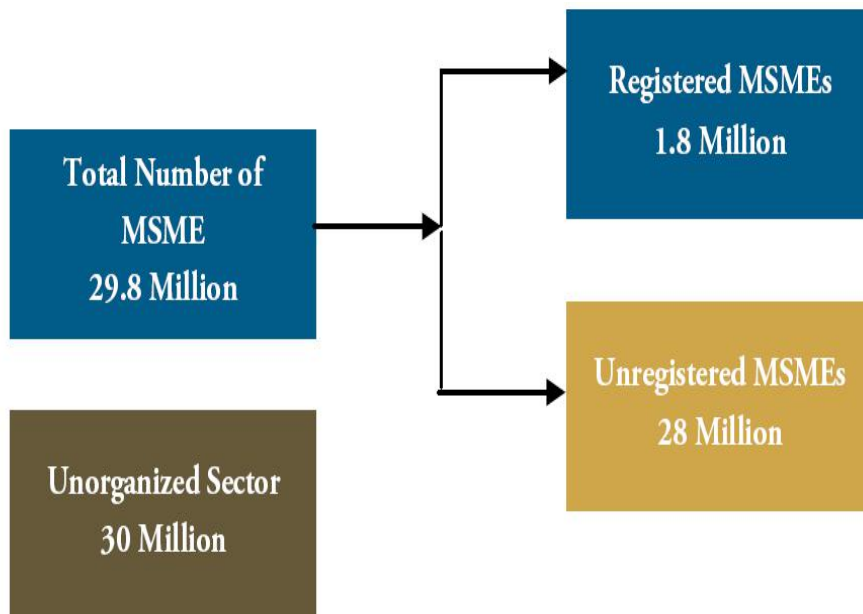 Total Number of
MSME
29.8 Million
Registered MSMEs
1.8 Million
Unregistered MSMEs
28 Million
Unorganized Sector
30 Million